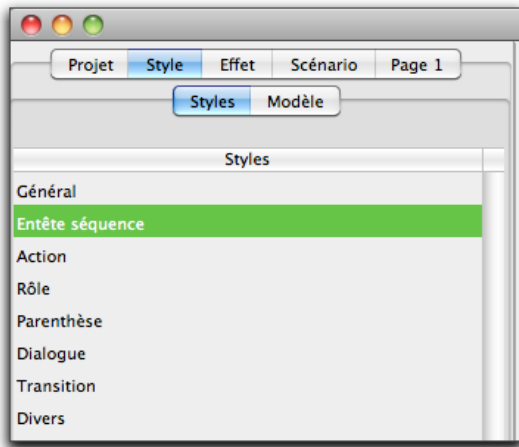 Projet Style Effet Scénario Page 1
Styles Modèle
Styles
Général
Entête séquence
Action
Rôle
Parenthèse
Dialogue
Transition
Divers